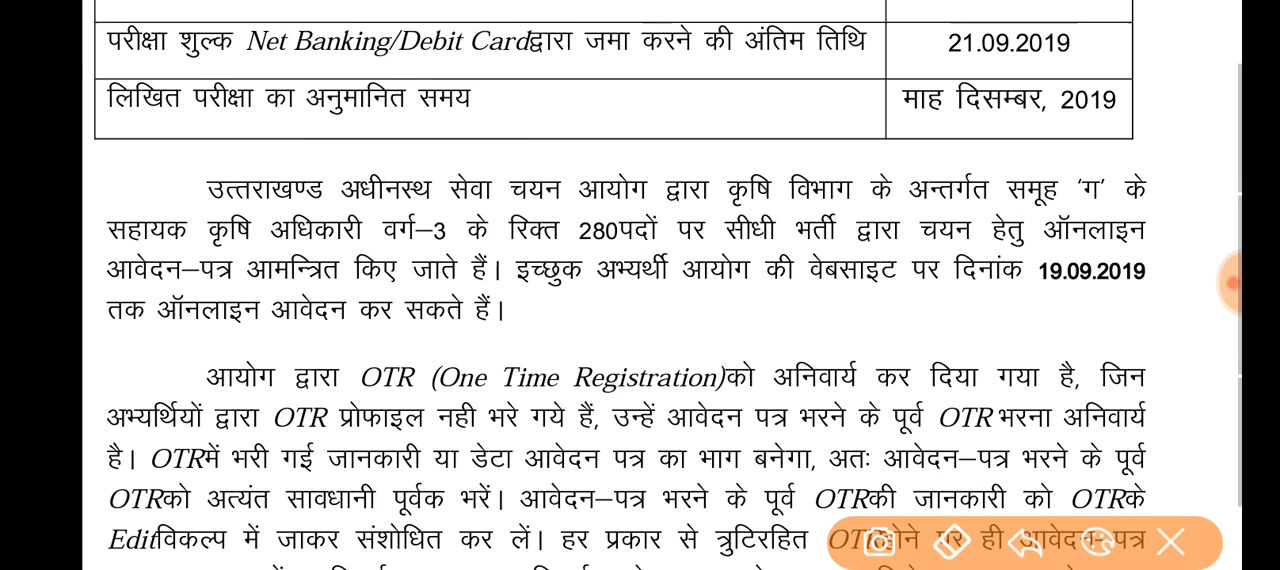 परीक्षा शुल्क Net Banking/Debit Cardद्वारा जमा करने की अंतिम तिथि 21.09.2019
लिखित परीक्षा का अनुमानित समय माह दिसम्बर, 2019
उत्तराखण्ड अधीनस्थ सेवा चयन आयोग द्वारा कृषि विभाग के अन्तर्गत समूह ‘ग’ के
सहायक कृषि अधिकारी वर्ग–3 के रिक्त 280पदों पर सीधी भर्ती द्वारा चयन हेतु ऑनलाइन
आवेदन–पत्र आमन्त्रित किए जाते हैं। इच्छुक अभ्यर्थी आयोग की वेबसाइट पर दिनांक 19.09.2019
तक ऑनलाइन आवेदन कर सकते हैं।
आयोग द्वारा OTR (One Time Registration)को अनिवार्य कर दिया गया है, जिन
अभ्यर्थियों द्वारा OTR प्रोफाइल नही भरे गये हैं, उन्हें आवेदन पत्र भरने के पूर्व OTR भरना अनिवार्य
है। OTRमें भरी गई जानकारी या डेटा आवेदन पत्र का भाग बनेगा, अतः आवेदन–पत्र भरने के पूर्व
OTRको अत्यंत सावधानी पूर्वक भरें। आवेदन–पत्र भरने के पूर्व OTRकी जानकारी को OTRके
Editविकल्प में जाकर संशोधित कर लें। हर प्रकार से त्रुटिरहित OTRहोने पर ही आवेदन–पत्र